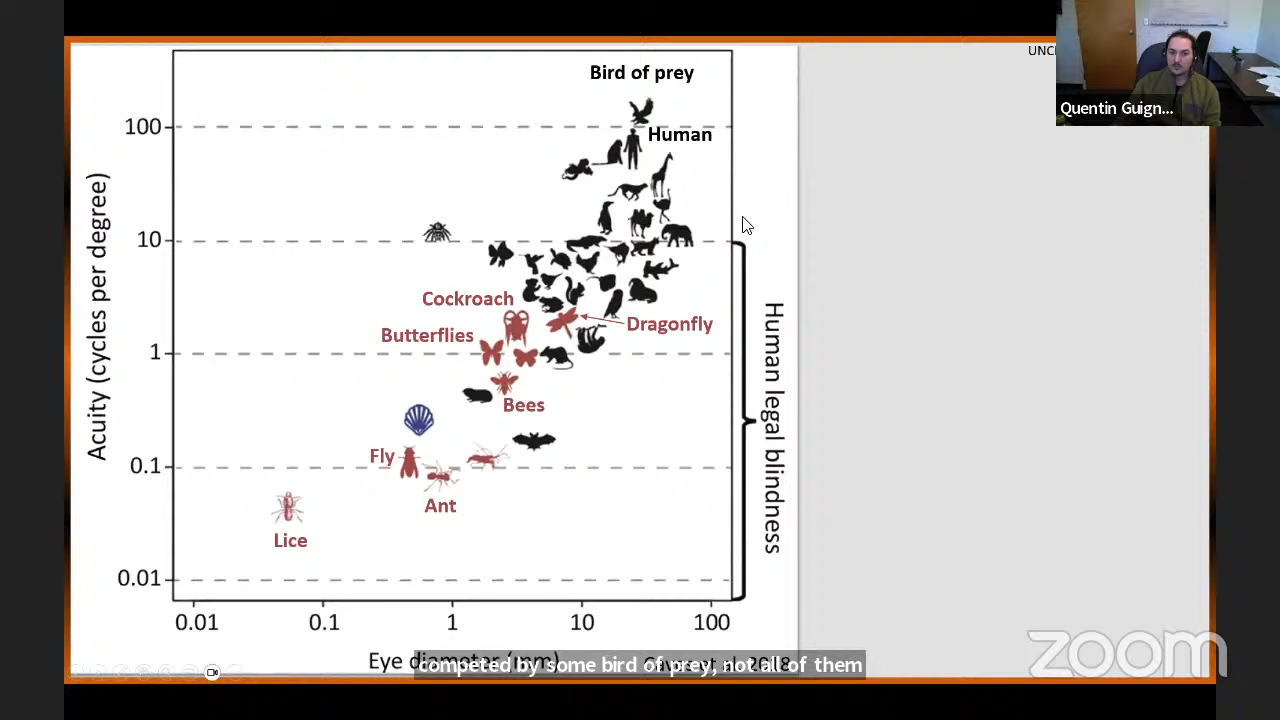 UNC
Quentin Guign...
Bird of prey
Human
100
10
1
0.1
0.01
Acuity (cycles per degree)
Cockroach
Butterflies
Dragonfly
Bees
Fly
Ant
Lice
Human legal blindness
0.01
0.1
1
10
100
Eye diameter (mm)
competed by some bird of prey, not all of them
zoom